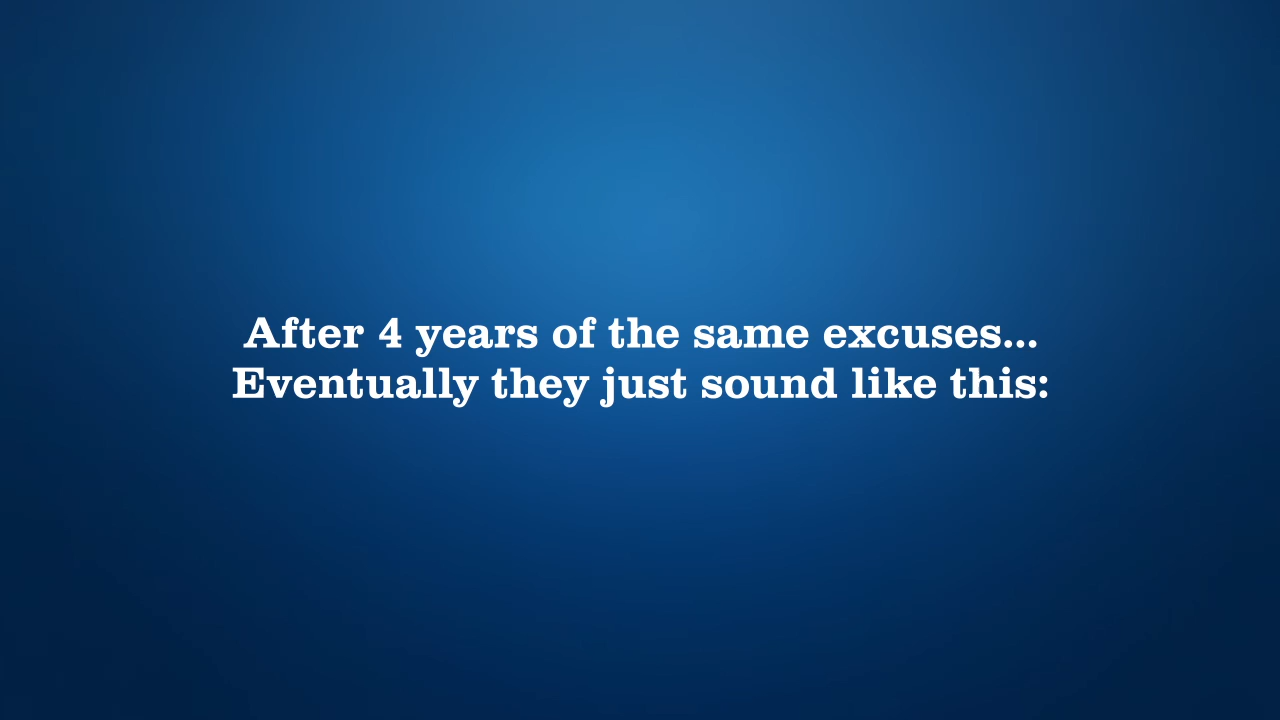 After 4 years of the same excuses...
Eventually they just sound like this: